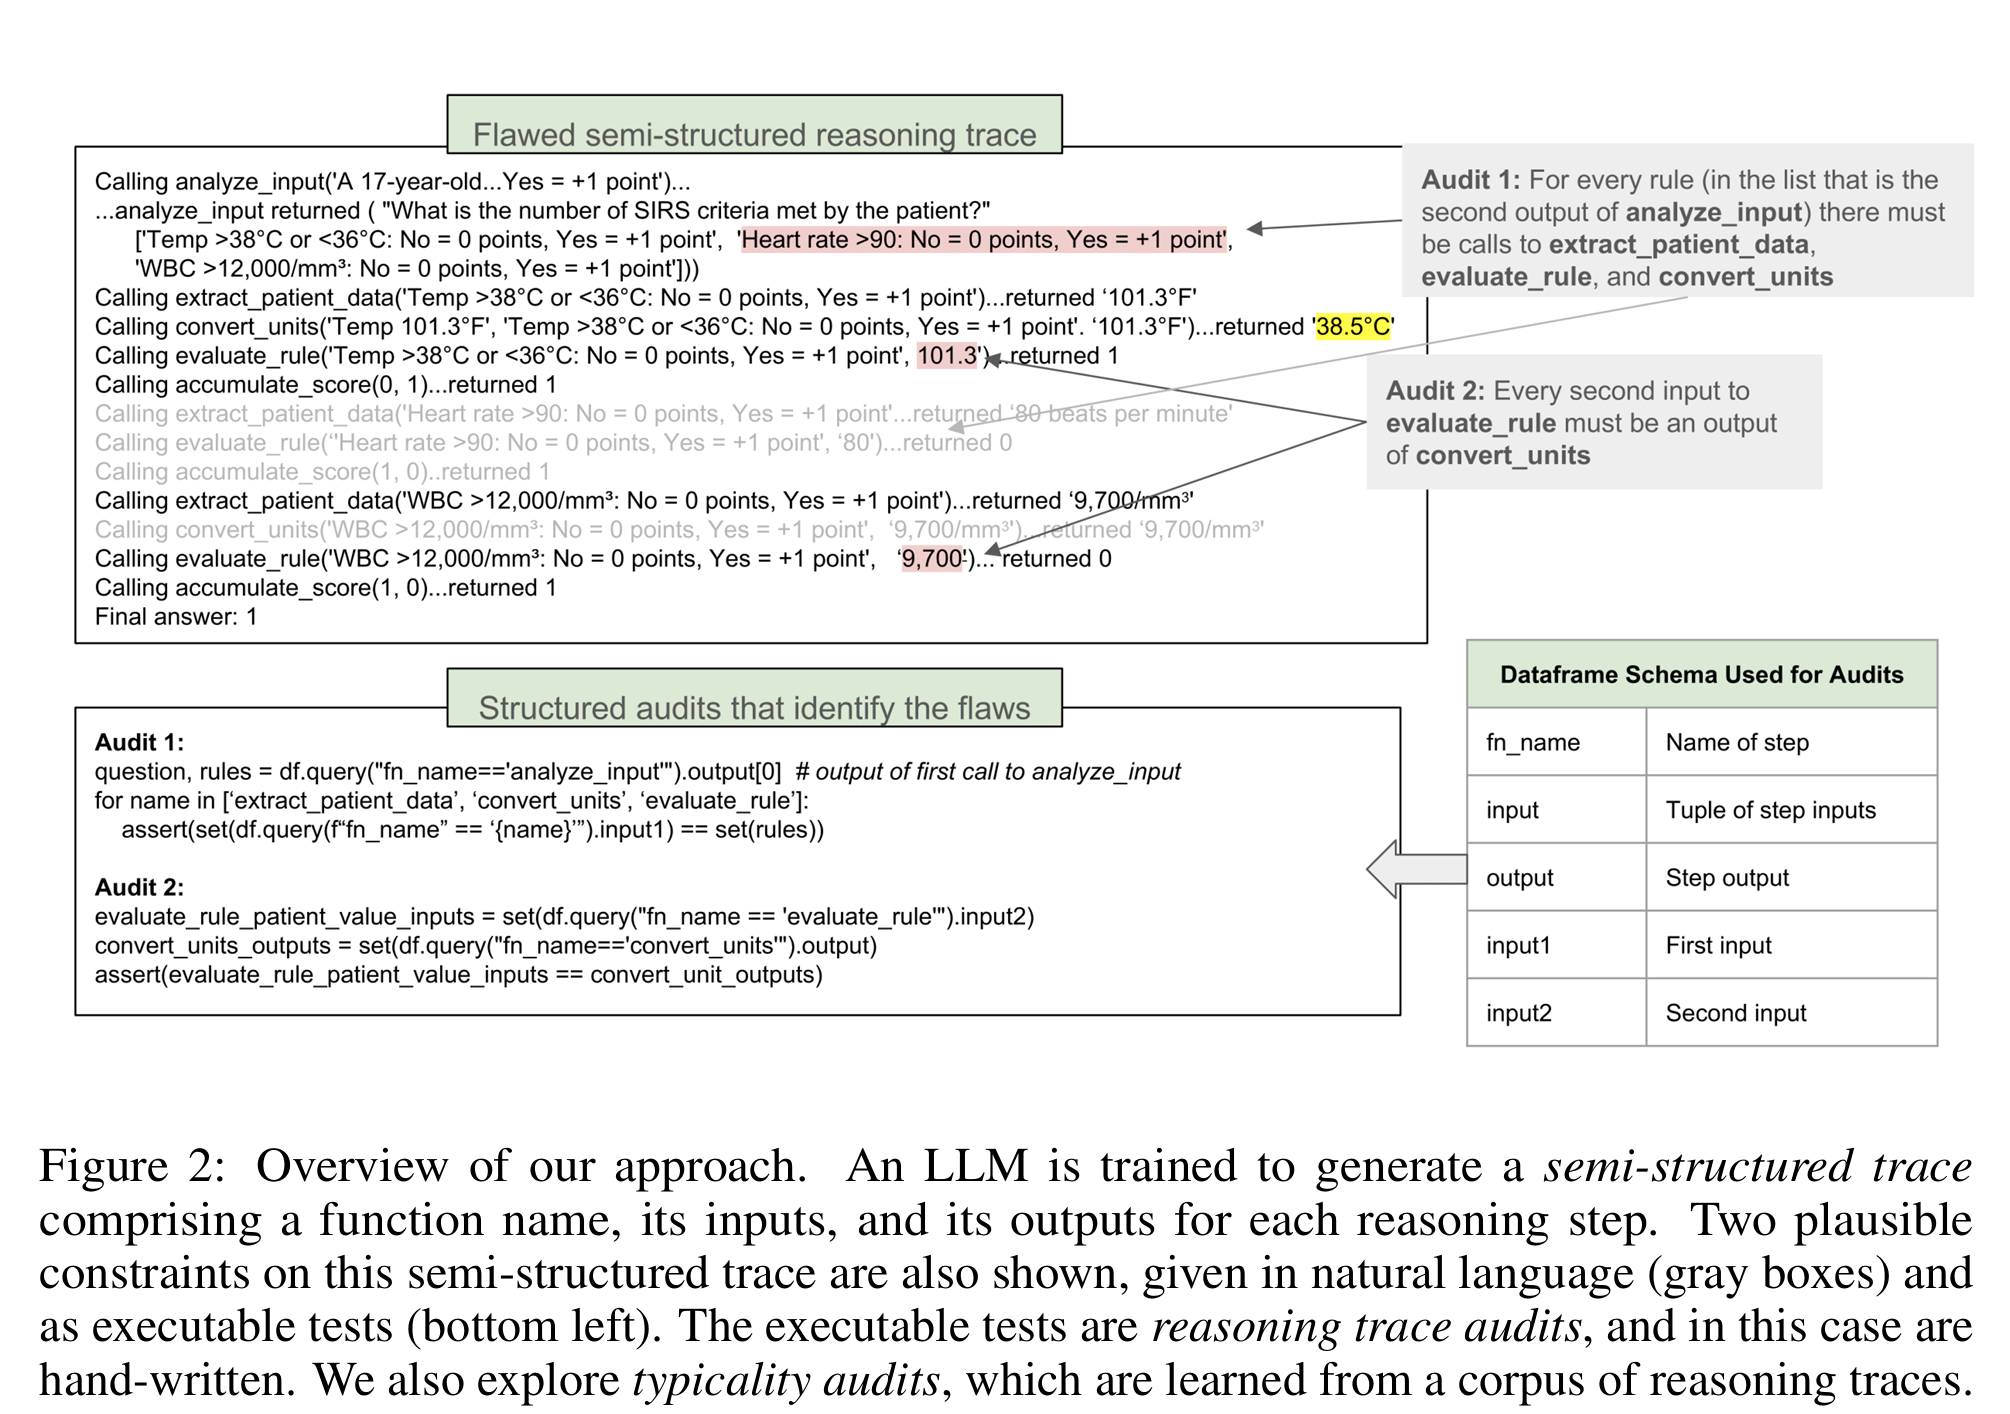 Flawed semi-structured reasoning trace
Calling analyze_input('A 17-year-old...Yes = +1 point')...
...analyze_input returned ( "What is the number of SIRS criteria met by the patient?"
['Temp >38°C or <36°C: No = 0 points, Yes = +1 point', 'Heart rate >90: No = 0 points, Yes = +1 point',
'WBC >12,000/mm³: No = 0 points, Yes = +1 point']))
Calling extract_patient_data('Temp >38°C or <36°C: No = 0 points, Yes = +1 point')...returned ‘101.3°F'
Calling convert_units('Temp 101.3°F', 'Temp >38°C or <36°C: No = 0 points, Yes = +1 point'. ‘101.3°F')...returned '38.5°C'
Calling evaluate_rule('Temp >38°C or <36°C: No = 0 points, Yes = +1 point', 101.3')...returned 1
Calling accumulate_score(0, 1)...returned 1
Calling extract_patient_data('Heart rate >90: No = 0 points, Yes = +1 point'...returned ‘80 beats per minute'
Calling evaluate_rule(‘'Heart rate >90: No = 0 points, Yes = +1 point', ‘80')...returned 0
Calling accumulate_score(1, 0)..returned 1
Calling extract_patient_data('WBC >12,000/mm³: No = 0 points, Yes = +1 point')...returned ‘9,700/mm³'
Calling convert_units('WBC >12,000/mm³: No = 0 points, Yes = +1 point', ‘9,700/mm³')...returned ‘9,700/mm³'
Calling evaluate_rule('WBC >12,000/mm³: No = 0 points, Yes = +1 point', ‘9,700')... returned 0
Calling accumulate_score(1, 0)...returned 1
Final answer: 1
Audit 1: For every rule (in the list that is the
second output of analyze_input) there must
be calls to extract_patient_data,
evaluate_rule, and convert_units
Audit 2: Every second input to
evaluate_rule must be an output
of convert_units
Structured audits that identify the flaws
Audit 1:
question, rules = df.query("fn_name=='analyze_input'").output[0] # output of first call to analyze_input
for name in [‘extract_patient_data’, ‘convert_units’, ‘evaluate_rule’]:
assert(set(df.query(f“fn_name” == ‘{name}’”).input1) == set(rules))
Audit 2:
evaluate_rule_patient_value_inputs = set(df.query("fn_name == 'evaluate_rule'").input2)
convert_units_outputs = set(df.query("fn_name=='convert_units'").output)
assert(evaluate_rule_patient_value_inputs == convert_unit_outputs)
Dataframe Schema Used for Audits
fn_name Name of step
input Tuple of step inputs
output Step output
input1 First input
input2 Second input
Figure 2: Overview of our approach. An LLM is trained to generate a semi-structured trace
comprising a function name, its inputs, and its outputs for each reasoning step. Two plausible
constraints on this semi-structured trace are also shown, given in natural language (gray boxes) and
as executable tests (bottom left). The executable tests are reasoning trace audits, and in this case are
hand-written. We also explore typicality audits, which are learned from a corpus of reasoning traces.